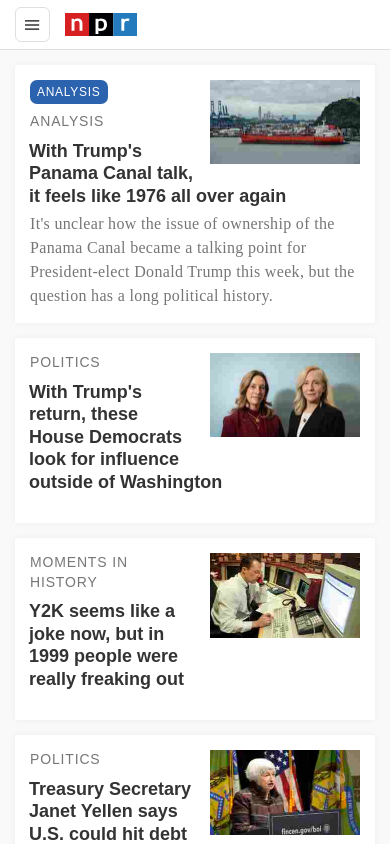 npr
ANALYSIS
ANALYSIS
With Trump's
Panama Canal talk,
it feels like 1976 all over again
It's unclear how the issue of ownership of the
Panama Canal became a talking point for
President-elect Donald Trump this week, but the
question has a long political history.
POLITICS
With Trump's
return, these
House Democrats
look for influence
outside of Washington
MOMENTS IN
HISTORY
Y2K seems like a
joke now, but in
1999 people were
really freaking out
POLITICS
Treasury Secretary
Janet Yellen says
U.S. could hit debt
fincen.gov/boi